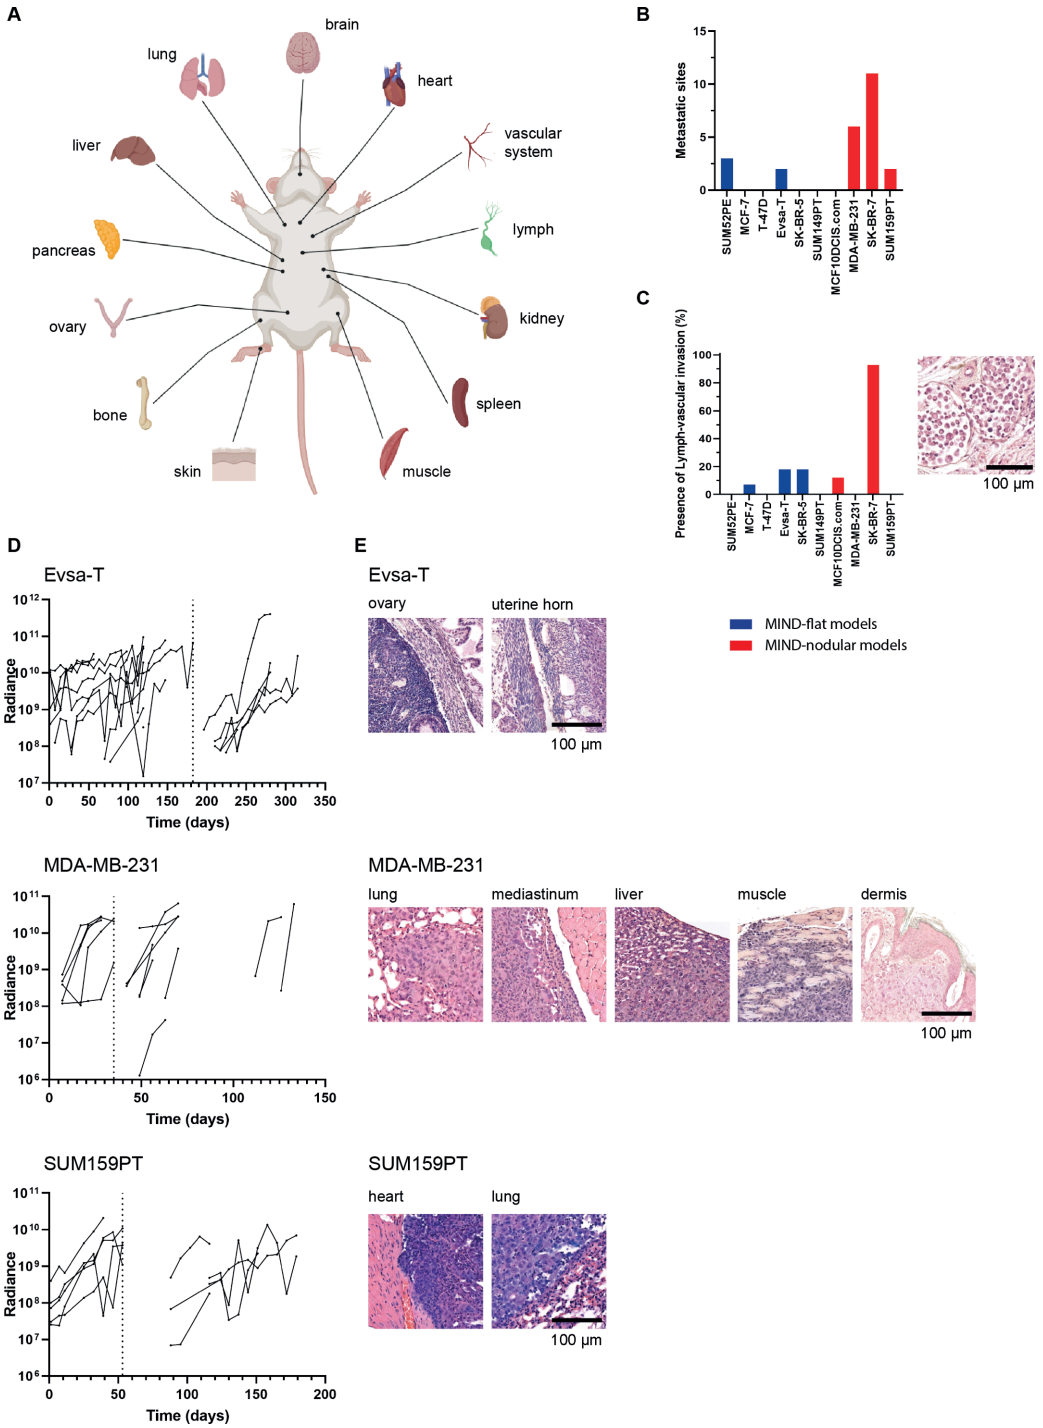 A
brain
lung
heart
liver
vascular
system
lymph
pancreas
ovary
kidney
bone
spleen
skin
muscle
B
Metastatic sites
15
10
5
0
SUM52PE
MCF-7
T-47D
Evsa-T
SK-BR-5
SUM149PT
MCF10DCIS.com
MDA-MB-231
SK-BR-7
SUM159PT
C
Presence of Lymph-vascular invasion (%)
100
80
60
40
20
0
SUM52PE
MCF-7
T-47D
Evsa-T
SK-BR-5
SUM149PT
MCF10DCIS.com
MDA-MB-231
SK-BR-7
SUM159PT
100 µm
MIND-flat models
MIND-nodular models
D
Evsa-T
Radiance
10¹²
10¹¹
10¹⁰
10⁹
10⁸
10⁷
0 50 100 150 200 250 300 350
Time (days)
MDA-MB-231
Radiance
10¹¹
10¹⁰
10⁹
10⁸
10⁷
10⁶
0 50 100 150
Time (days)
SUM159PT
Radiance
10¹¹
10¹⁰
10⁹
10⁸
10⁷
10⁶
0 50 100 150 200
Time (days)
E
Evsa-T
ovary uterine horn
100 µm
MDA-MB-231
lung mediastinum liver muscle dermis
100 µm
SUM159PT
heart lung
100 µm